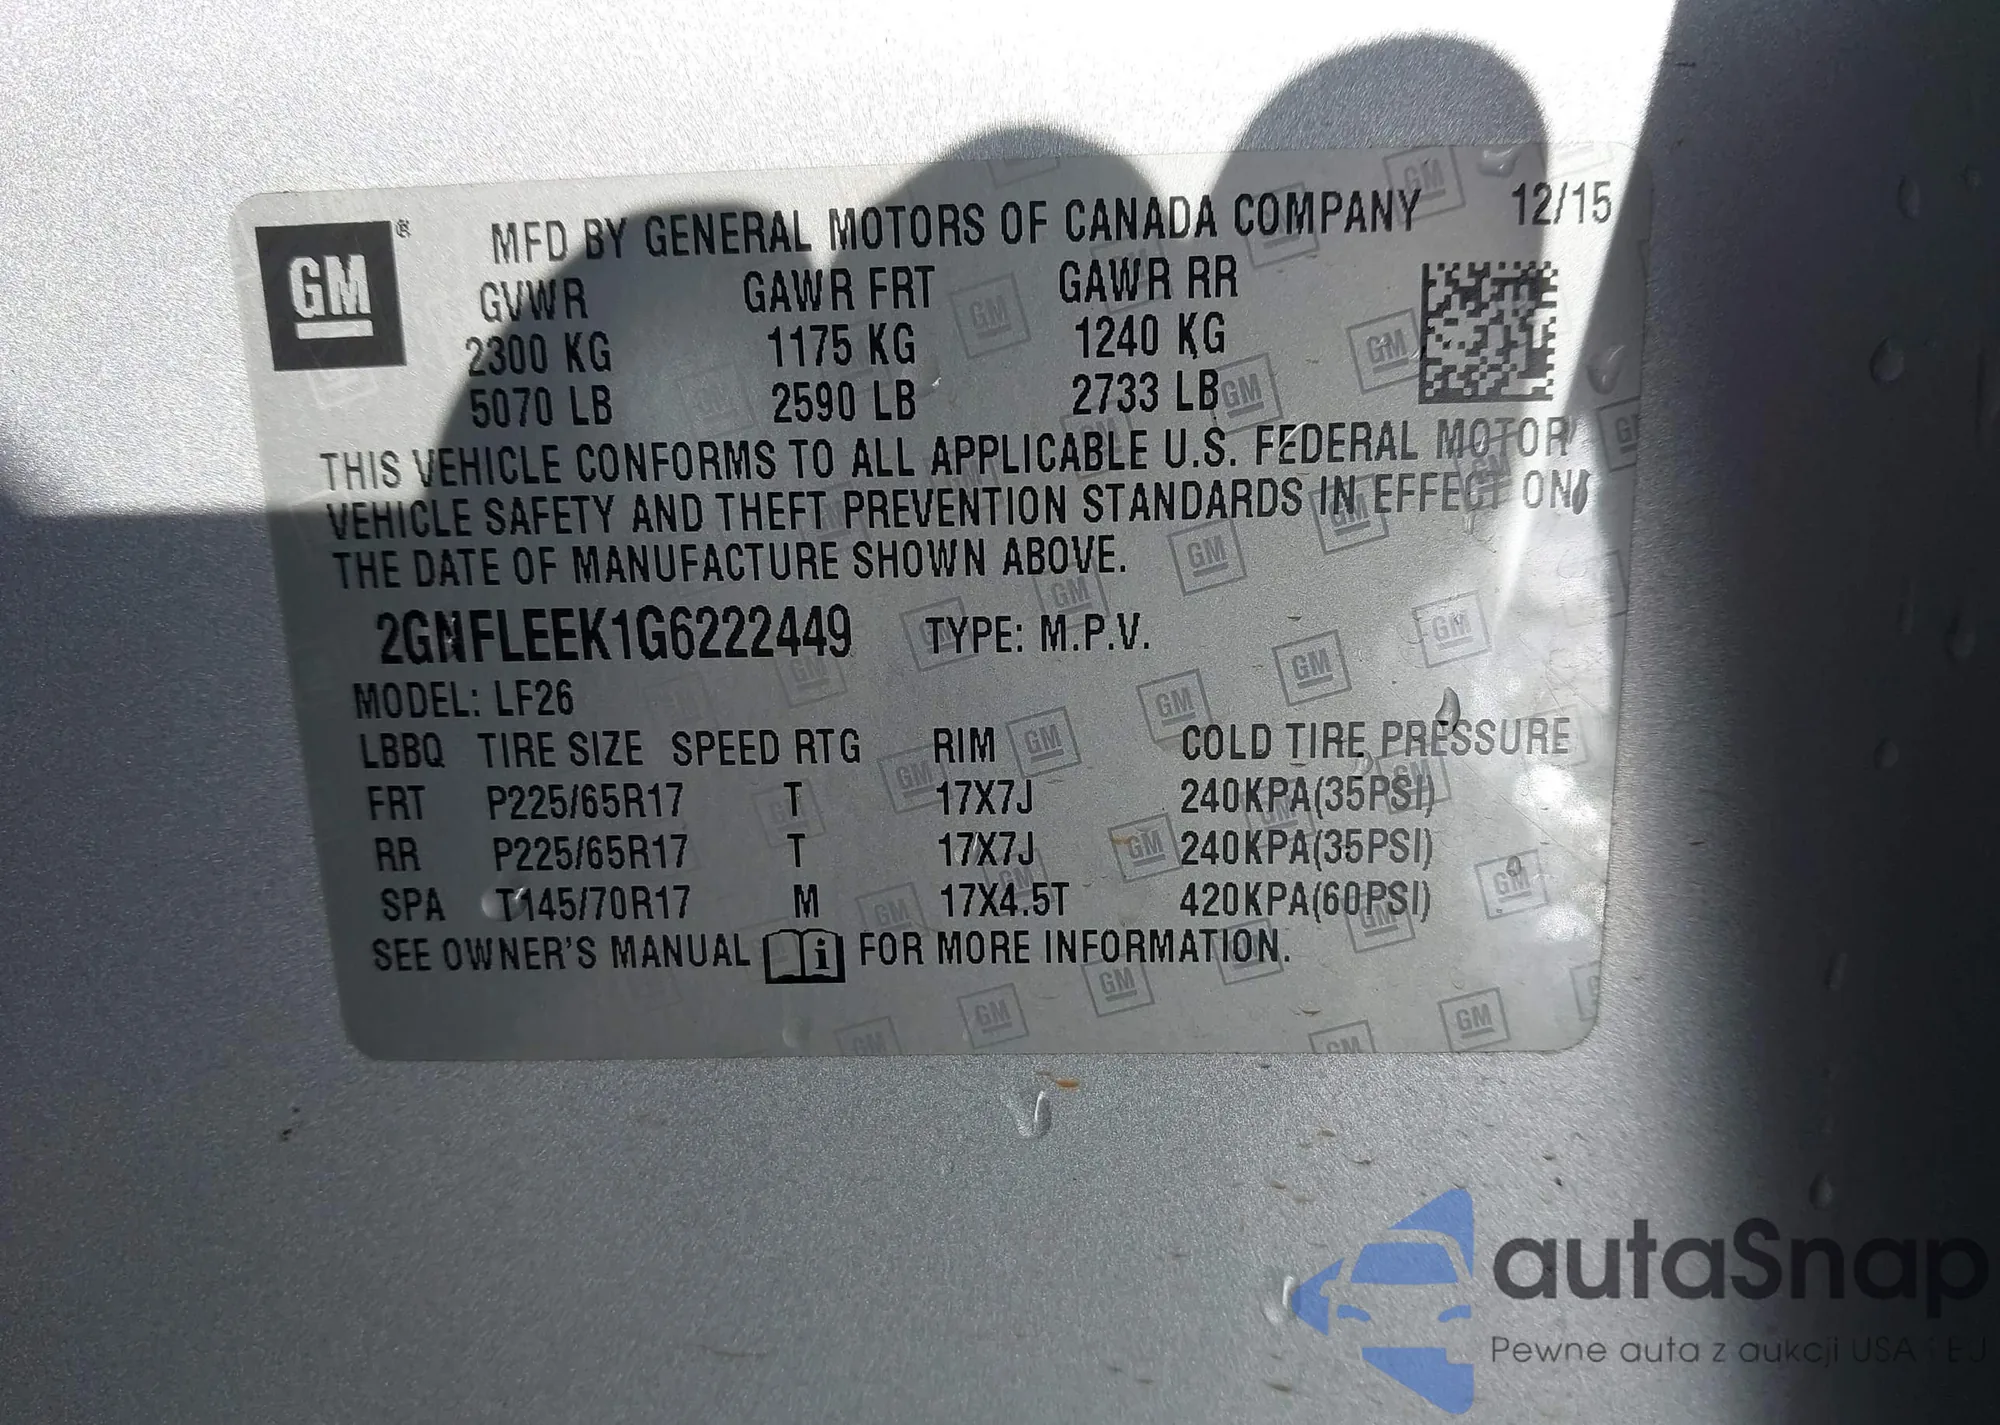 GM ® MFD BY GENERAL MOTORS OF CANADA COMPANY 12/15
GVWR GAWR FRT GAWR RR
2300 KG 1175 KG 1240 KG
5070 LB 2590 LB 2733 LB
THIS VEHICLE CONFORMS TO ALL APPLICABLE U.S. FEDERAL MOTOR
VEHICLE SAFETY AND THEFT PREVENTION STANDARDS IN EFFECT ON
THE DATE OF MANUFACTURE SHOWN ABOVE.
2GNFLEEK1G6222449 TYPE: M.P.V.
MODEL: LF26
LBBQ TIRE SIZE SPEED RTG RIM COLD TIRE PRESSURE
FRT P225/65R17 T 17X7J 240KPA(35PSI)
RR P225/65R17 T 17X7J 240KPA(35PSI)
SPA T145/70R17 M 17X4.5T 420KPA(60PSI)
SEE OWNER'S MANUAL i FOR MORE INFORMATION.
autaSnap
Pewne auta z aukcji USA i EU